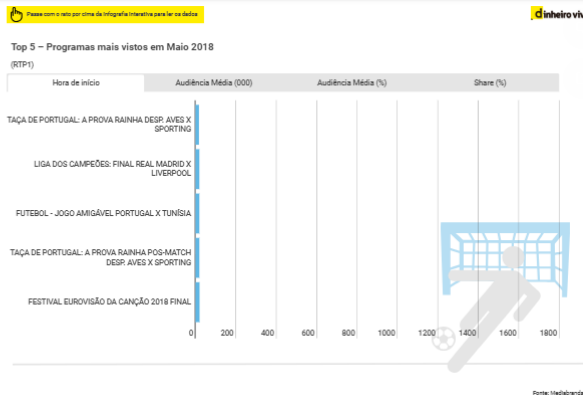 Passe com o rato por cima da infografia interativa para ler os dados
dinheiro viv
Top 5 – Programas mais vistos em Maio 2018
(RTP1)
Hora de início Audiência Média (000) Audiência Média (%) Share (%)
TAÇA DE PORTUGAL: A PROVA RAINHA DESP. AVES X
SPORTING
LIGA DOS CAMPEÕES: FINAL REAL MADRID X
LIVERPOOL
FUTEBOL - JOGO AMIGÁVEL PORTUGAL X TUNÍSIA
TAÇA DE PORTUGAL: A PROVA RAINHA POS-MATCH
DESP. AVES X SPORTING
FESTIVAL EUROVISÃO DA CANÇÃO 2018 FINAL
0 200 400 600 800 1000 1200 1400 1600 1800
Fonte: Mediabrands